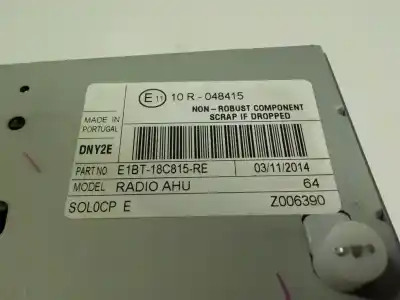 E 11 10 R - 048415
NON - ROBUST COMPONENT
SCRAP IF DROPPED
MADE IN
PORTUGAL
DNY2E
PART NO E1BT-18C815-RE 03/11/2014
MODEL RADIO AHU 64
SOL0CP E Z006390